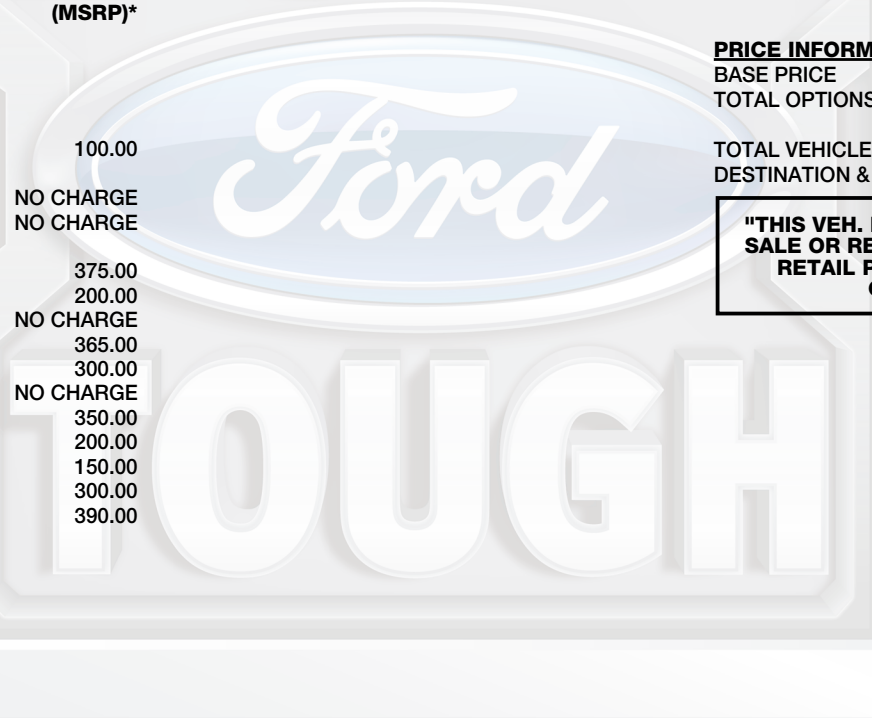 (MSRP)*
100.00
NO CHARGE
NO CHARGE
375.00
200.00
NO CHARGE
365.00
300.00
NO CHARGE
350.00
200.00
150.00
300.00
390.00
PRICE INFORM
BASE PRICE
TOTAL OPTIONS
TOTAL VEHICLE
DESTINATION &
"THIS VEH.
SALE OR RE
RETAIL P
Ford
TOUGH